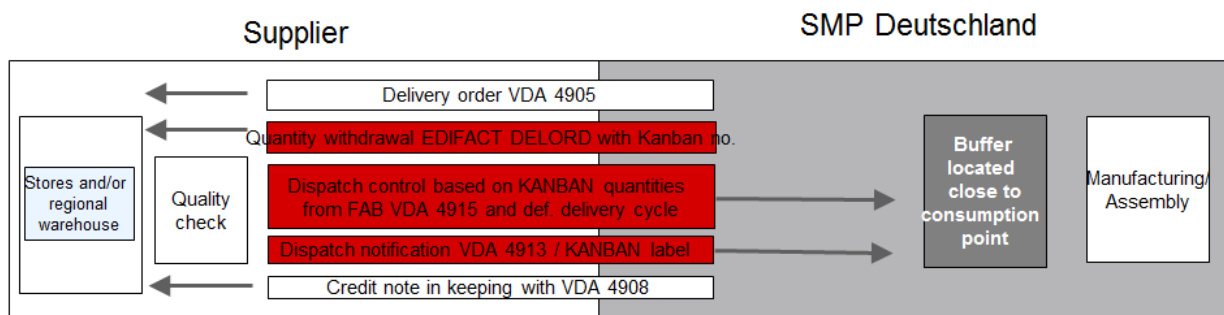 Supplier
SMP Deutschland
Delivery order VDA 4905
Quantity withdrawal EDIFACT DELORD with Kanban no.
Stores and/or
regional
warehouse
Quality
check
Dispatch control based on KANBAN quantities
from FAB VDA 4915 and def. delivery cycle
Buffer
located
close to
consumption
point
Manufacturing/
Assembly
Dispatch notification VDA 4913 / KANBAN label
Credit note in keeping with VDA 4908